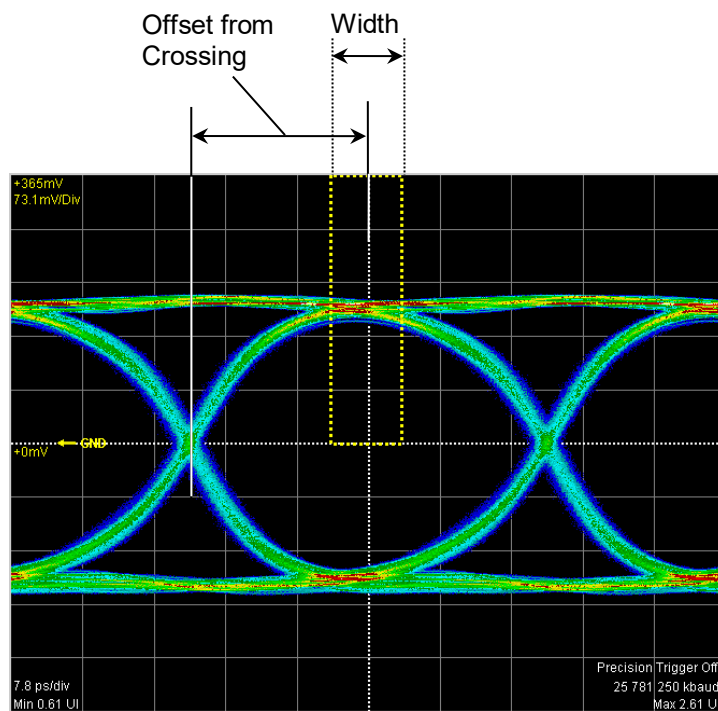 Offset from
Crossing
Width
+365mV
73.1mV/Div
+0mV
GND
7.8 ps/div
Min 0.61 UI
Precision Trigger Off
25 781 250 kbaud
Max 2.61 U